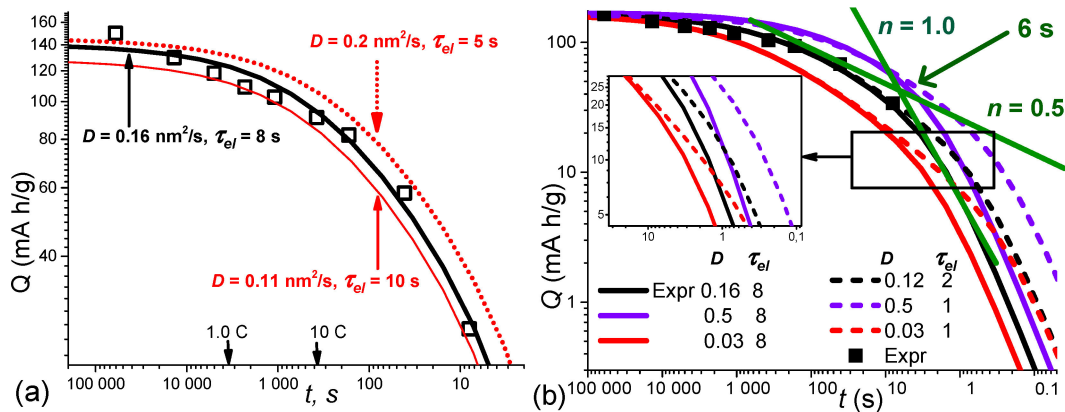 160
140
120
100
80
60
40
Q (mA h/g)
D = 0.2 nm²/s, τel = 5 s
D = 0.16 nm²/s, τel = 8 s
D = 0.11 nm²/s, τel = 10 s
1.0 C
10 C
100 000
10 000
1 000
100
10
t, s
(a)
100
10
1
Q (mA h/g)
n = 1.0
6 s
n = 0.5
25
20
15
10
5
10
1
0,1
D τel
Expr 0.16 8
0.5 8
0.03 8
D τel
0.12 2
0.5 1
0.03 1
Expr
100 000
10 000
1 000
100
10
1
0.1
t (s)
(b)